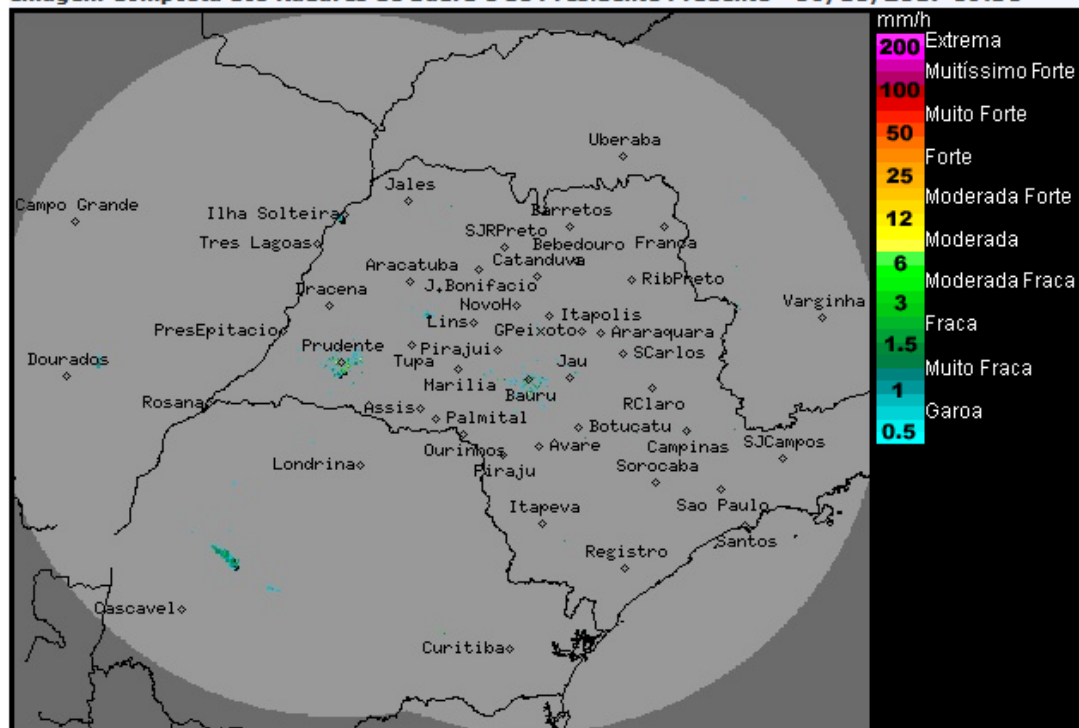 mm/h
200
Extrema
Muitíssimo Forte
100
Muito Forte
50
Forte
25
Moderada Forte
12
Moderada
6
Moderada Fraca
3
Fraca
1.5
Muito Fraca
1
Garoa
0.5
Uberaba
Jales
Campo Grande
Ilha Solteira
Barretos
Tres Lagoas
SJRPreto
Bebedouro
Franca
Catanduva
Aracatuba
J.Bonifacio
RibPreto
Dracena
NovoH
Varginha
Itapolis
PresEpitacio
Lins
GPeixoto
Araraquara
Prudente
Pirajui
SCarlos
Dourados
Tupa
Jau
Marilia
Bauru
Rosana
Assis
RClaro
Palmital
Botucatu
Ourinhos
Avare
Campinas
SJCampos
Londrina
Piraju
Sorocaba
Itapeva
Sao Paulo
Santos
Registro
Cascavel
Curitiba